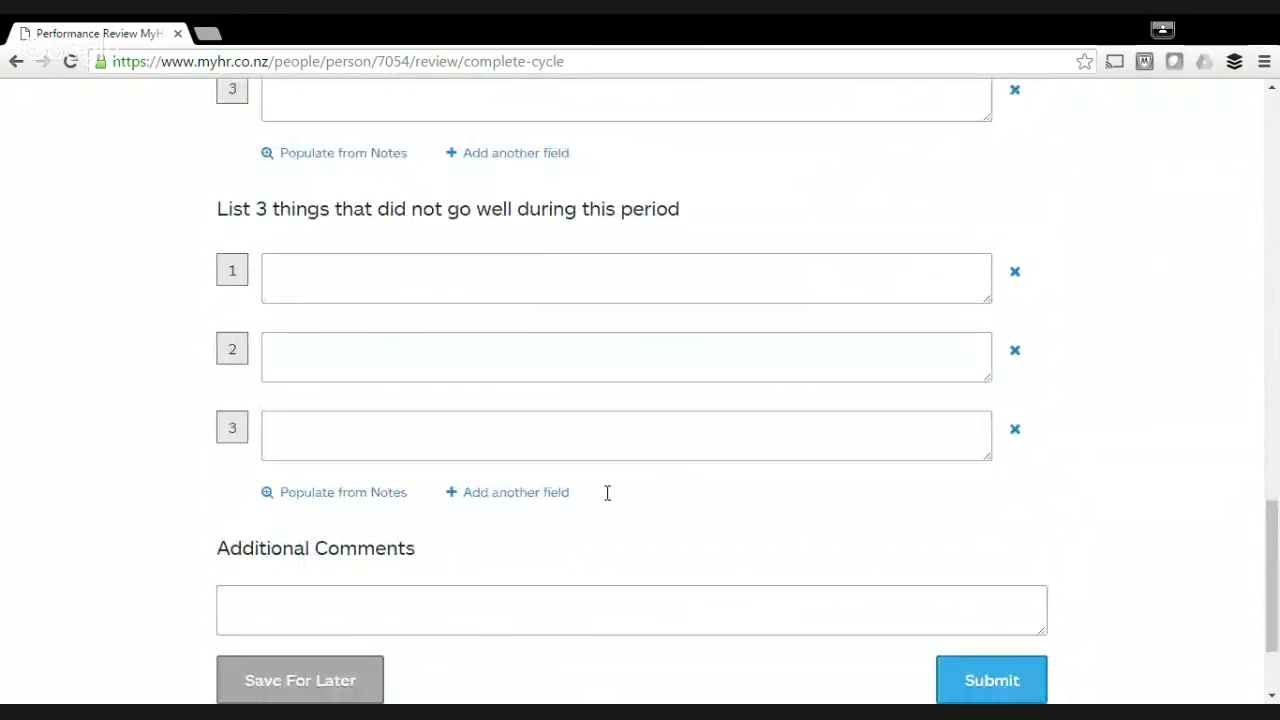 Performance Review MyH
https://www.myhr.co.nz/people/person/7054/review/complete-cycle
3
Populate from Notes Add another field
List 3 things that did not go well during this period
1
2
3
Populate from Notes Add another field
Additional Comments
Save For Later Submit